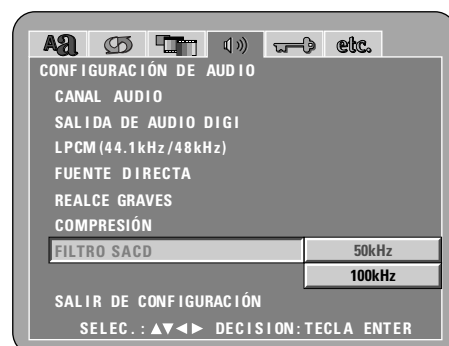 Aa etc.
CONFIGURACIÓN DE AUDIO
CANAL AUDIO
SALIDA DE AUDIO DIGI
LPCM (44.1kHz/48kHz)
FUENTE DIRECTA
REALCE GRAVES
COMPRESIÓN
FILTRO SACD 50kHz
100kHz
SALIR DE CONFIGURACIÓN
SELEC.:▲▼◄► DECISION:TECLA ENTER